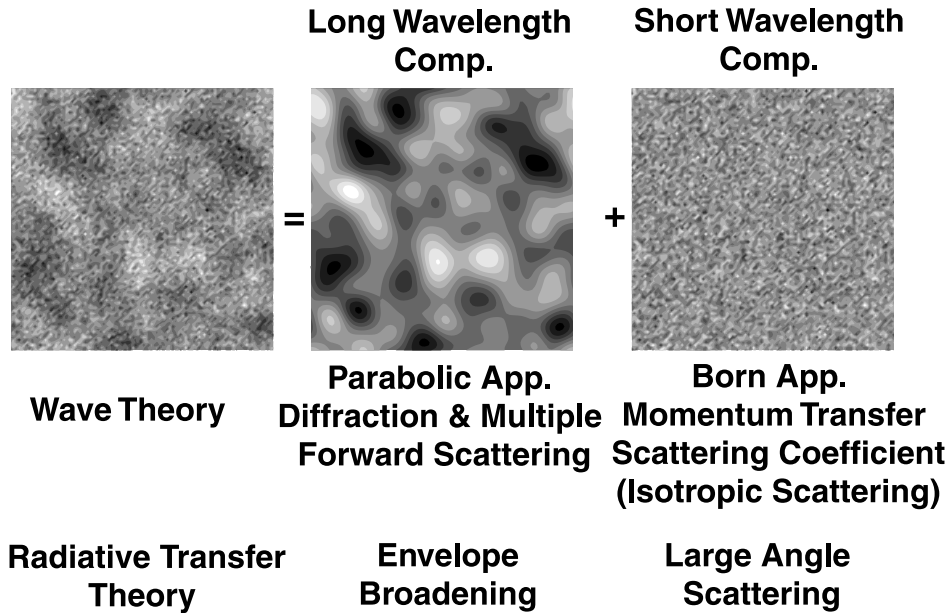 Long Wavelength
Comp.
Short Wavelength
Comp.
=
+
Wave Theory
Parabolic App.
Diffraction & Multiple
Forward Scattering
Born App.
Momentum Transfer
Scattering Coefficient
(Isotropic Scattering)
Radiative Transfer
Theory
Envelope
Broadening
Large Angle
Scattering